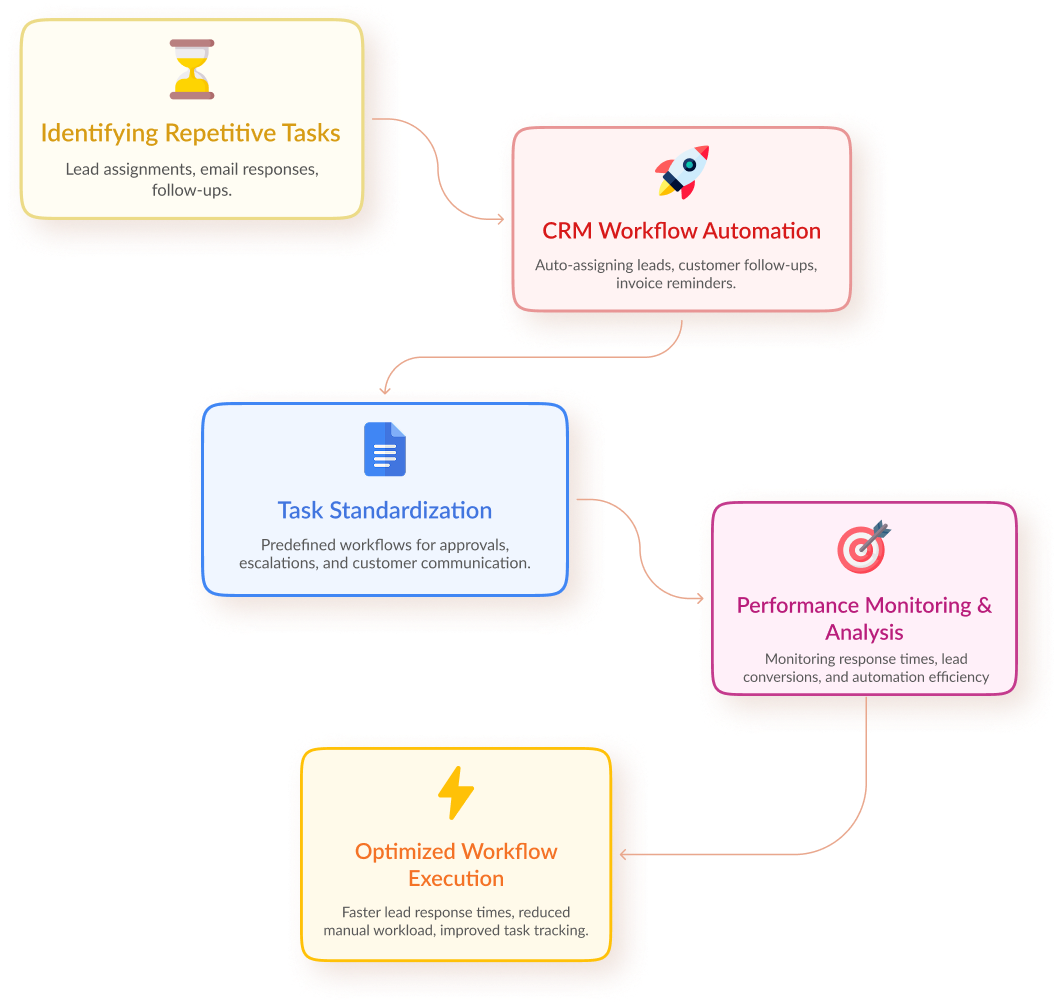 Identifying Repetitive Tasks
Lead assignments, email responses,
follow-ups.
CRM Workflow Automation
Auto-assigning leads, customer follow-ups,
invoice reminders.
Task Standardization
Predefined workflows for approvals,
escalations, and customer communication.
Performance Monitoring &
Analysis
Monitoring response times, lead
conversions, and automation efficiency
Optimized Workflow
Execution
Faster lead response times, reduced
manual workload, improved task tracking.